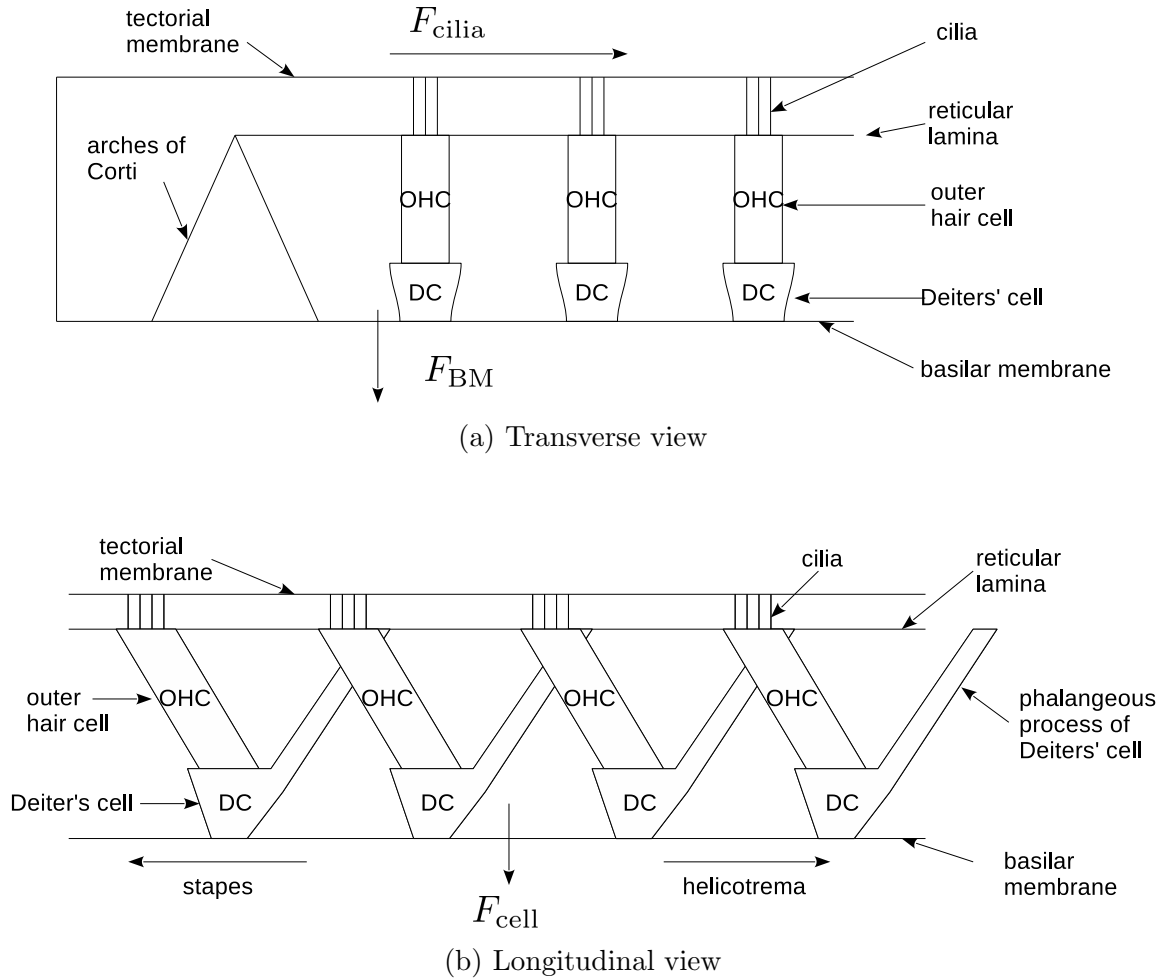 tectorial
membrane
F_cilia
cilia
reticular
lamina
arches of
Corti
OHC
OHC
OHC
outer
hair cell
DC
DC
DC
Deiters' cell
F_BM
basilar membrane
(a) Transverse view
tectorial
membrane
cilia
reticular
lamina
outer
hair cell
OHC
OHC
OHC
OHC
phalangeous
process of
Deiters' cell
Deiter's cell
DC
DC
DC
DC
stapes
F_cell
helicotrema
basilar
membrane
(b) Longitudinal view